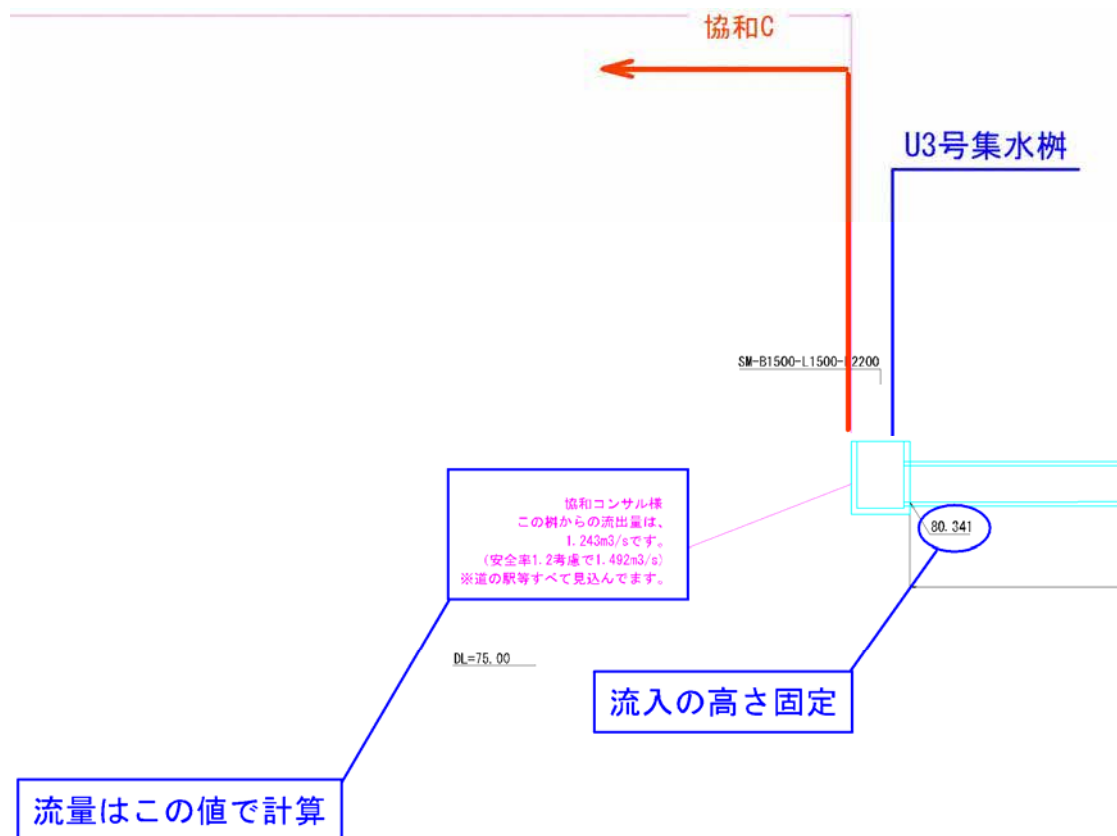 協和C
U3号集水桝
SM-B1500-L1500-H2200
協和コンサル様
この桝からの流出量は、
1.243m3/sです。
(安全率1.2考慮で1.492m3/s)
※道の駅等すべて見込んでます。
80.341
DL=75.00
流入の高さ固定
流量はこの値で計算